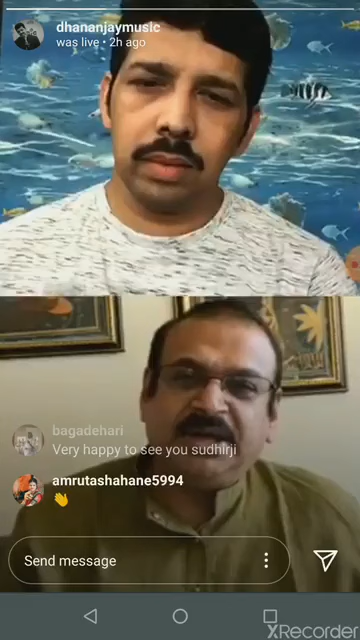 dhananjaymusic
was live • 2h ago
bagadehari
Very happy to see you sudhirji
amrutashahane5994
👋
Send message
XRecorder